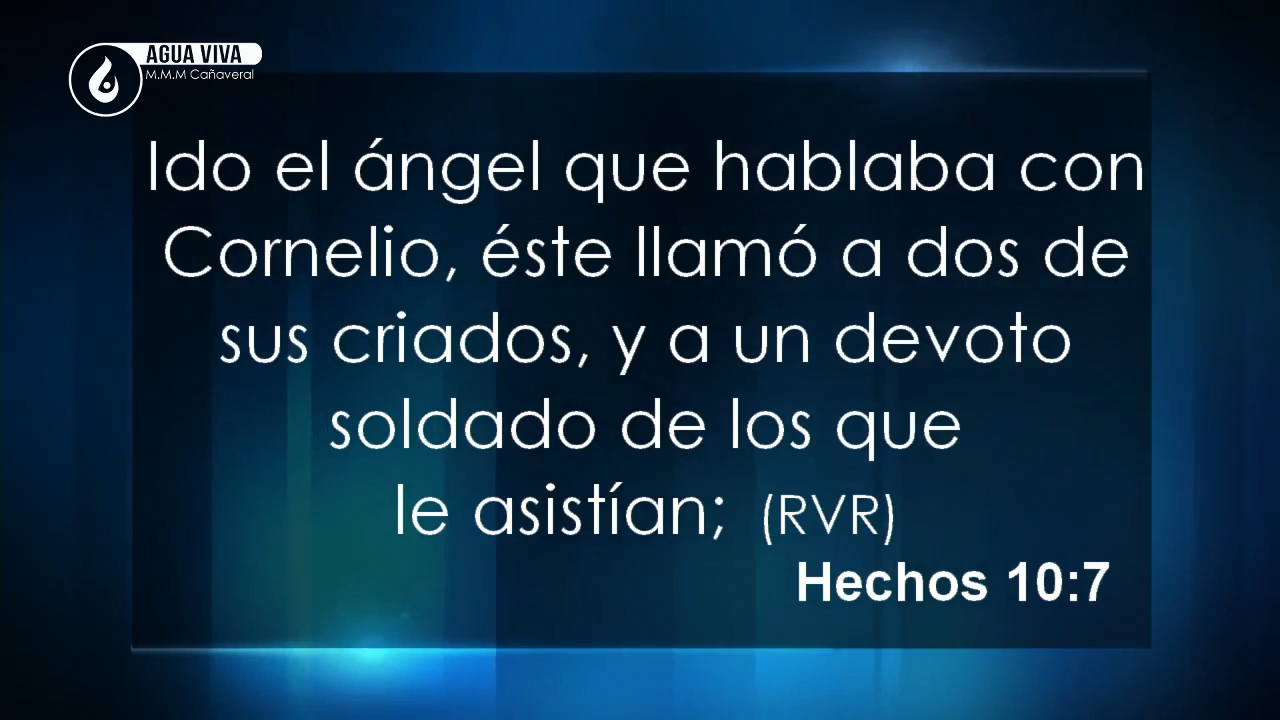 AGUA VIVA
M.M.M Cañaveral
Ido el ángel que hablaba con
Cornelio, éste llamó a dos de
sus criados, y a un devoto
soldado de los que
le asistían; (RVR)
Hechos 10:7